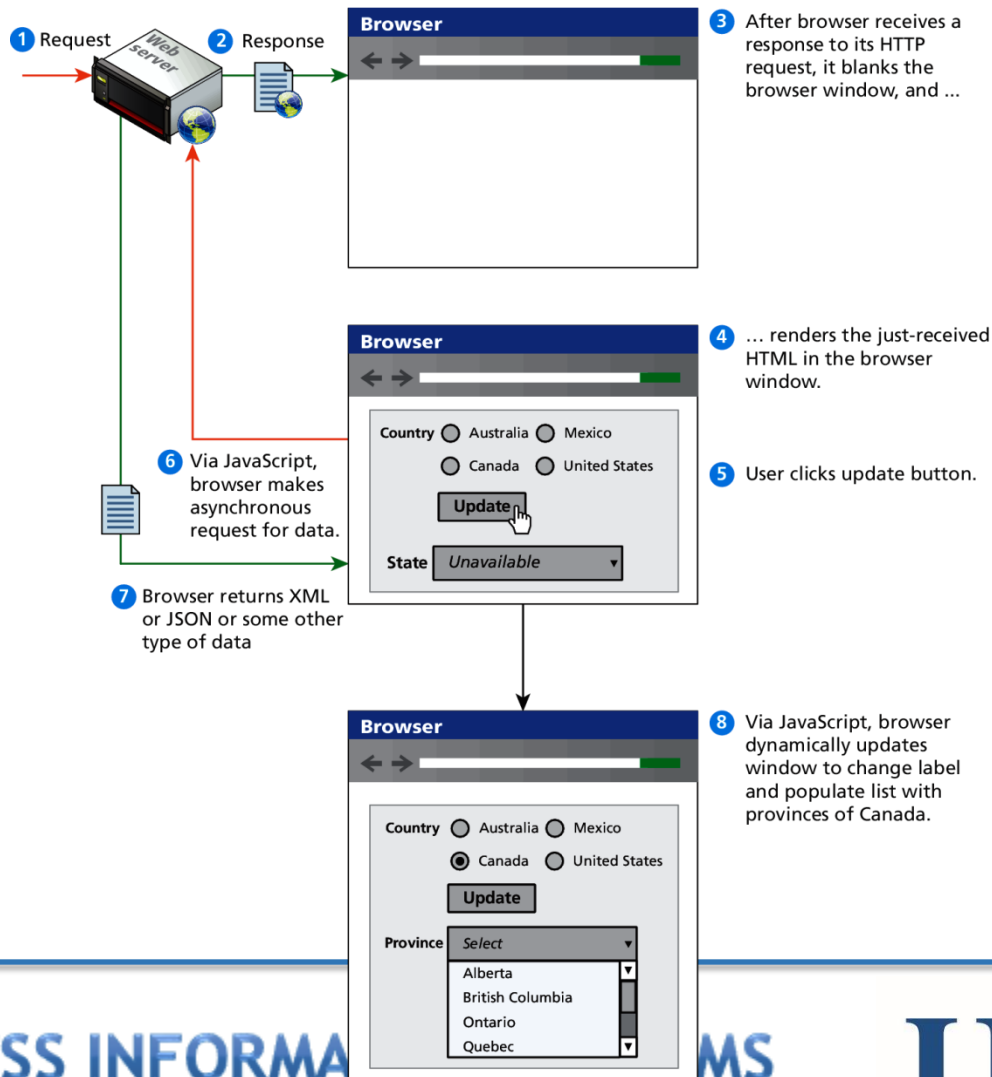 1 Request
Web server
2 Response
Browser
3 After browser receives a
response to its HTTP
request, it blanks the
browser window, and ...
Browser
4 ... renders the just-received
HTML in the browser
window.
Country Australia Mexico
Canada United States
Update
State Unavailable
5 User clicks update button.
6 Via JavaScript,
browser makes
asynchronous
request for data.
7 Browser returns XML
or JSON or some other
type of data
Browser
8 Via JavaScript, browser
dynamically updates
window to change label
and populate list with
provinces of Canada.
Country Australia Mexico
Canada United States
Update
Province Select
Alberta
British Columbia
Ontario
Quebec
SS INFORMA MS